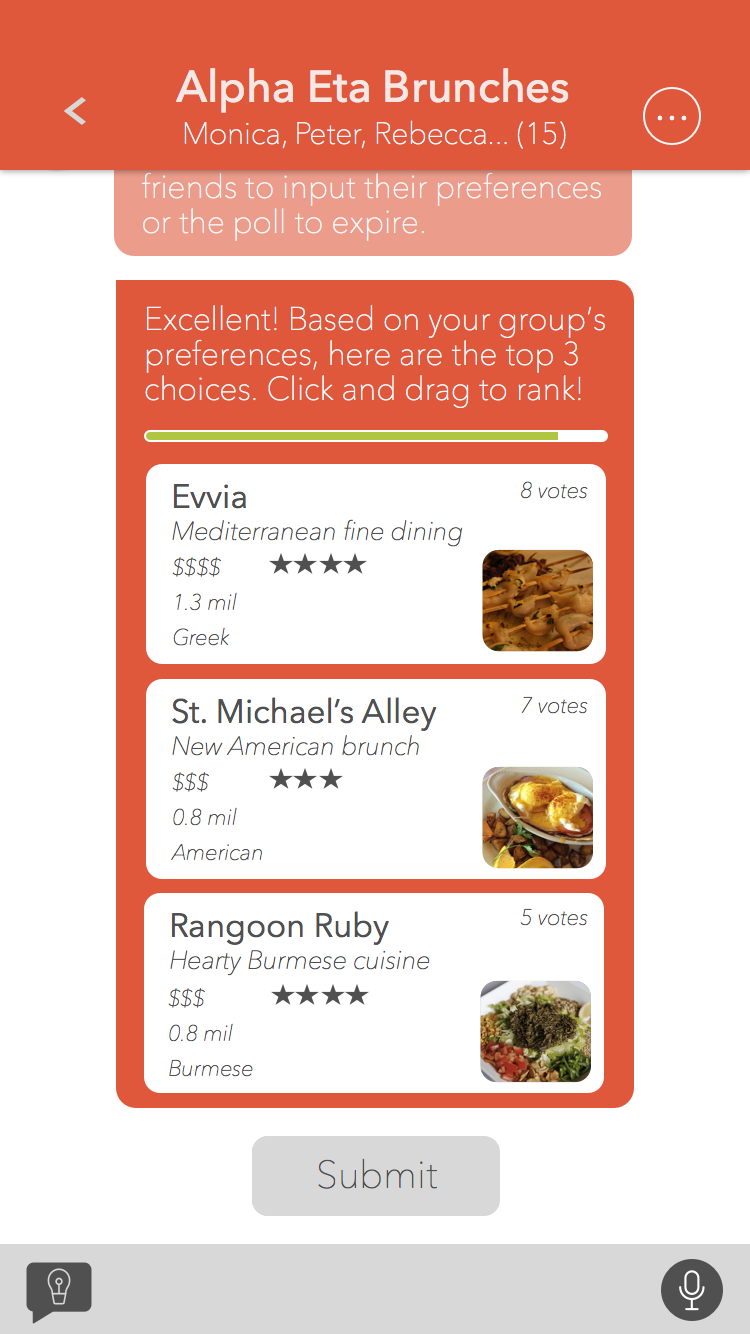 Alpha Eta Brunches
Monica, Peter, Rebecca... (15)
friends to input their preferences
or the poll to expire.
Excellent! Based on your group's
preferences, here are the top 3
choices. Click and drag to rank!
Evvia
8 votes
Mediterranean fine dining
$$$$ ★★★★
1.3 mil
Greek
St. Michael's Alley
7 votes
New American brunch
$$$ ★★★
0.8 mil
American
Rangoon Ruby
5 votes
Hearty Burmese cuisine
$$$ ★★★★
0.8 mil
Burmese
Submit